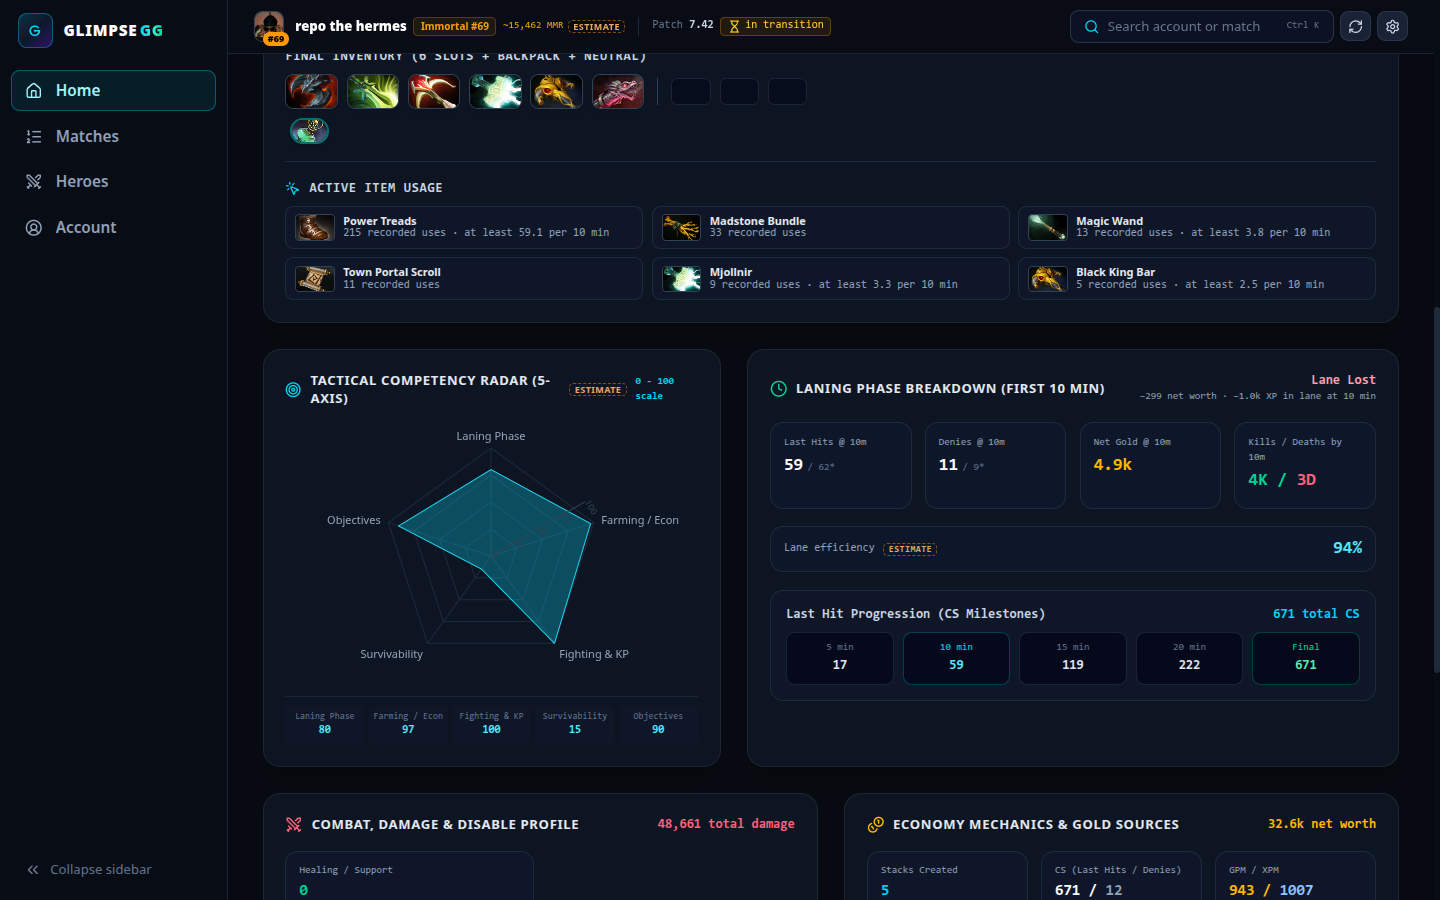 GLIMPSE GG
repo the hermes
#69
Immortal #69
~15,462 MMR
ESTIMATE
Patch 7.42
in transition
Search account or match
Ctrl K
Home
Matches
Heroes
Account
Collapse sidebar
FINAL INVENTORY (6 SLOTS + BACKPACK + NEUTRAL)
ACTIVE ITEM USAGE
Power Treads
215 recorded uses · at least 59.1 per 10 min
Madstone Bundle
33 recorded uses
Magic Wand
13 recorded uses · at least 3.8 per 10 min
Town Portal Scroll
11 recorded uses
Mjollnir
9 recorded uses · at least 3.3 per 10 min
Black King Bar
5 recorded uses · at least 2.5 per 10 min
TACTICAL COMPETENCY RADAR (5-
AXIS)
ESTIMATE
0 - 100
scale
Laning Phase
Farming / Econ
Fighting & KP
Survivability
Objectives
100
Laning Phase
80
Farming / Econ
97
Fighting & KP
100
Survivability
15
Objectives
90
LANING PHASE BREAKDOWN (FIRST 10 MIN)
Lane Lost
−299 net worth · −1.0k XP in lane at 10 min
Last Hits @ 10m
59 / 62*
Denies @ 10m
11 / 9*
Net Gold @ 10m
4.9k
Kills / Deaths by
10m
4K / 3D
Lane efficiency
ESTIMATE
94%
Last Hit Progression (CS Milestones)
671 total CS
5 min
17
10 min
59
15 min
119
20 min
222
Final
671
COMBAT, DAMAGE & DISABLE PROFILE
48,661 total damage
Healing / Support
0
ECONOMY MECHANICS & GOLD SOURCES
32.6k net worth
Stacks Created
5
CS (Last Hits / Denies)
671 / 12
GPM / XPM
943 / 1007